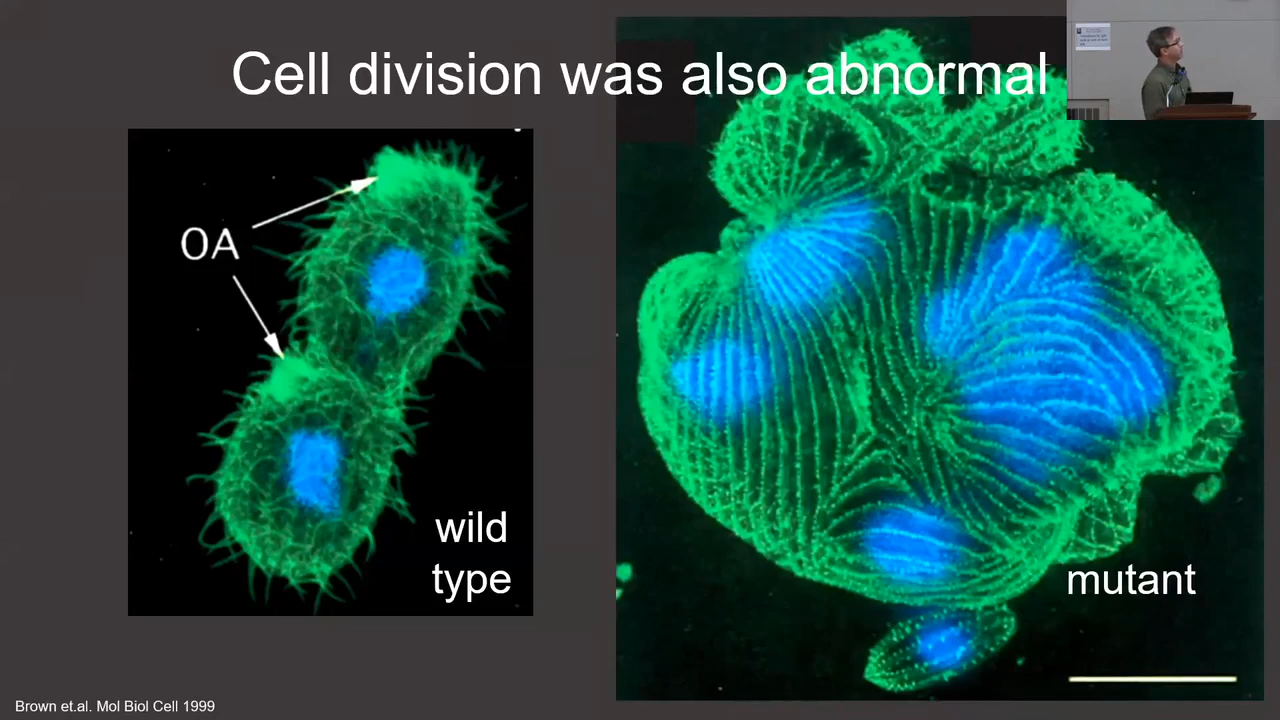 Cell division was also abnormal
OA
wild
type
mutant
Brown et.al. Mol Biol Cell 1999